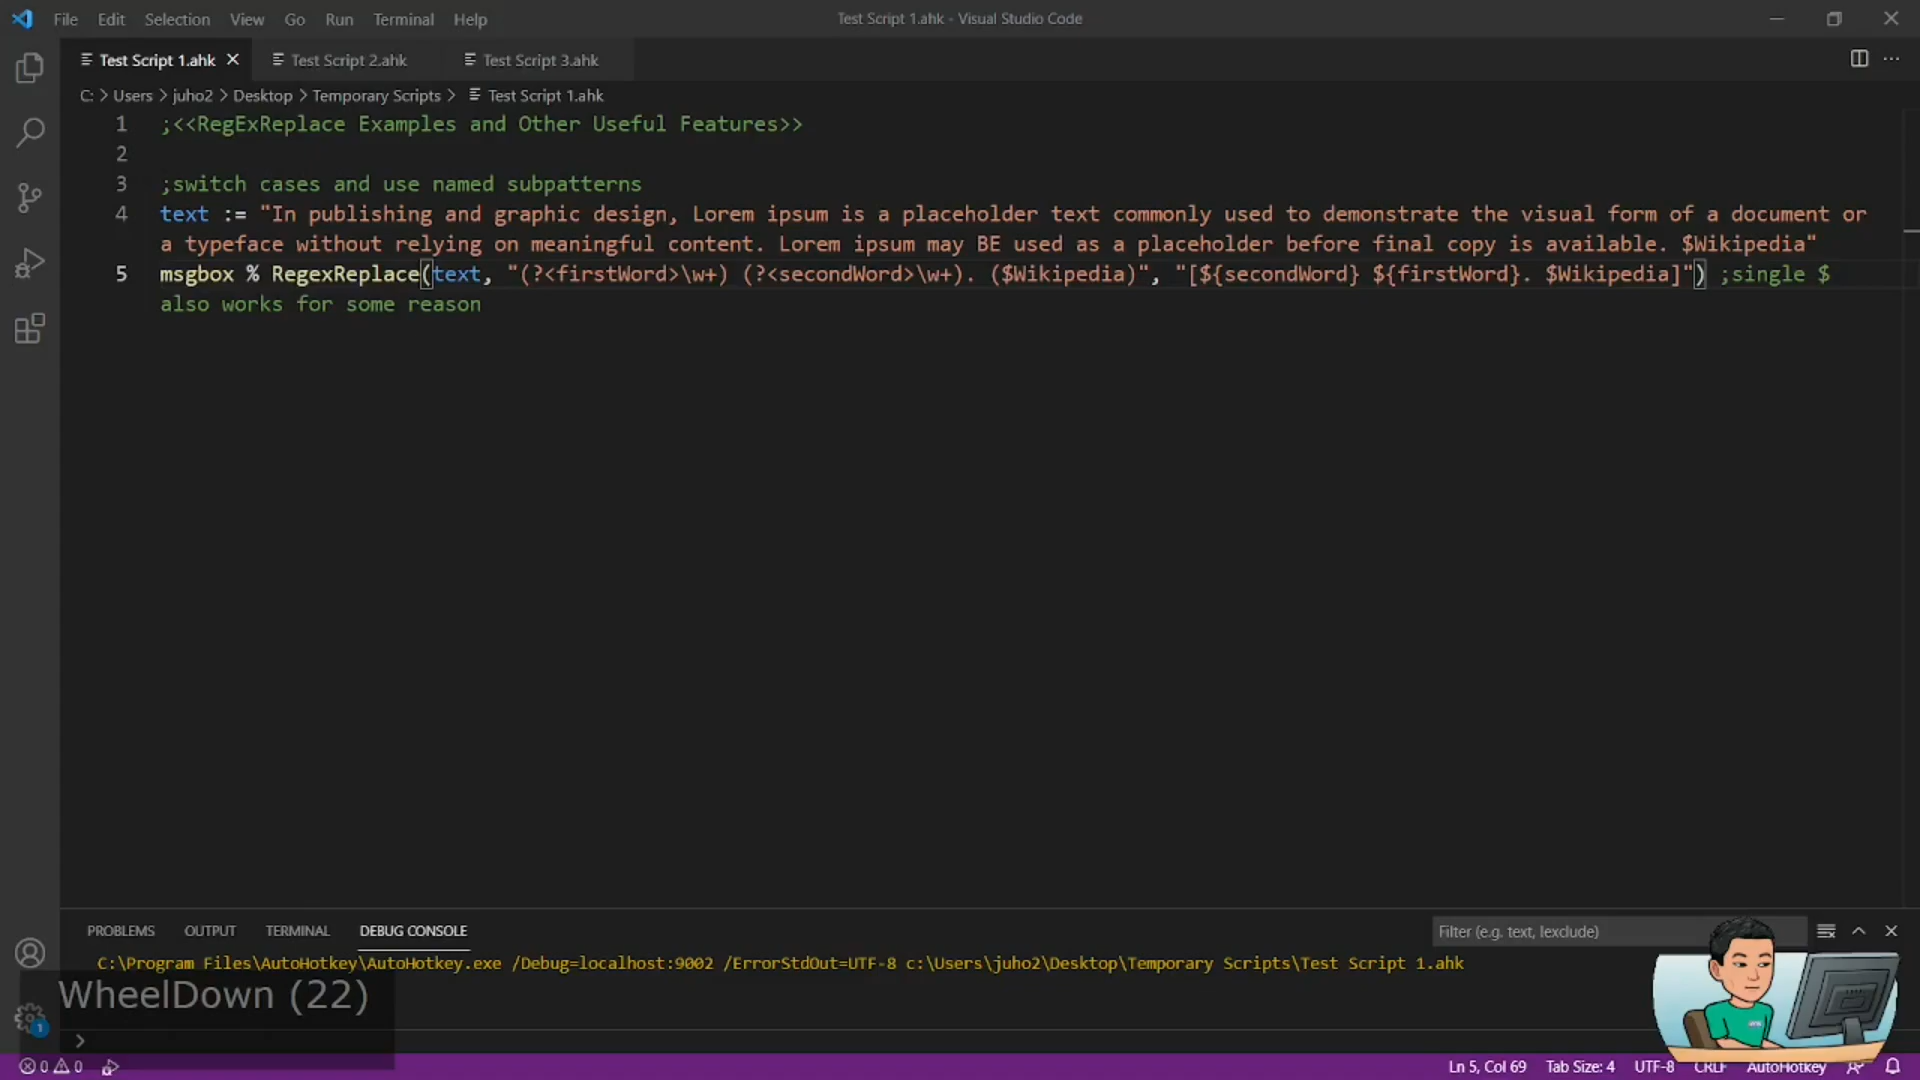 File Edit Selection View Go Run Terminal Help
Test Script 1.ahk - Visual Studio Code
Test Script 1.ahk
Test Script 2.ahk
Test Script 3.ahk
C: > Users > juho2 > Desktop > Temporary Scripts > Test Script 1.ahk
1 ;<<RegExReplace Examples and Other Useful Features>>
2
3 ;switch cases and use named subpatterns
4 text := "In publishing and graphic design, Lorem ipsum is a placeholder text commonly used to demonstrate the visual form of a document or
a typeface without relying on meaningful content. Lorem ipsum may BE used as a placeholder before final copy is available. $Wikipedia"
5 msgbox % RegexReplace(text, "(?<firstWord>\w+) (?<secondWord>\w+). ($Wikipedia)", "[${secondWord} ${firstWord}. $Wikipedia]") ;single $
also works for some reason
PROBLEMS OUTPUT TERMINAL DEBUG CONSOLE
Filter (e.g. text, !exclude)
C:\Program Files\AutoHotkey\AutoHotkey.exe /Debug=localhost:9002 /ErrorStdOut=UTF-8 c:\Users\juho2\Desktop\Temporary Scripts\Test Script 1.ahk
WheelDown (22)
1
>
0 0
Ln 5, Col 69 Tab Size: 4 UTF-8 CRLF AutoHotkey